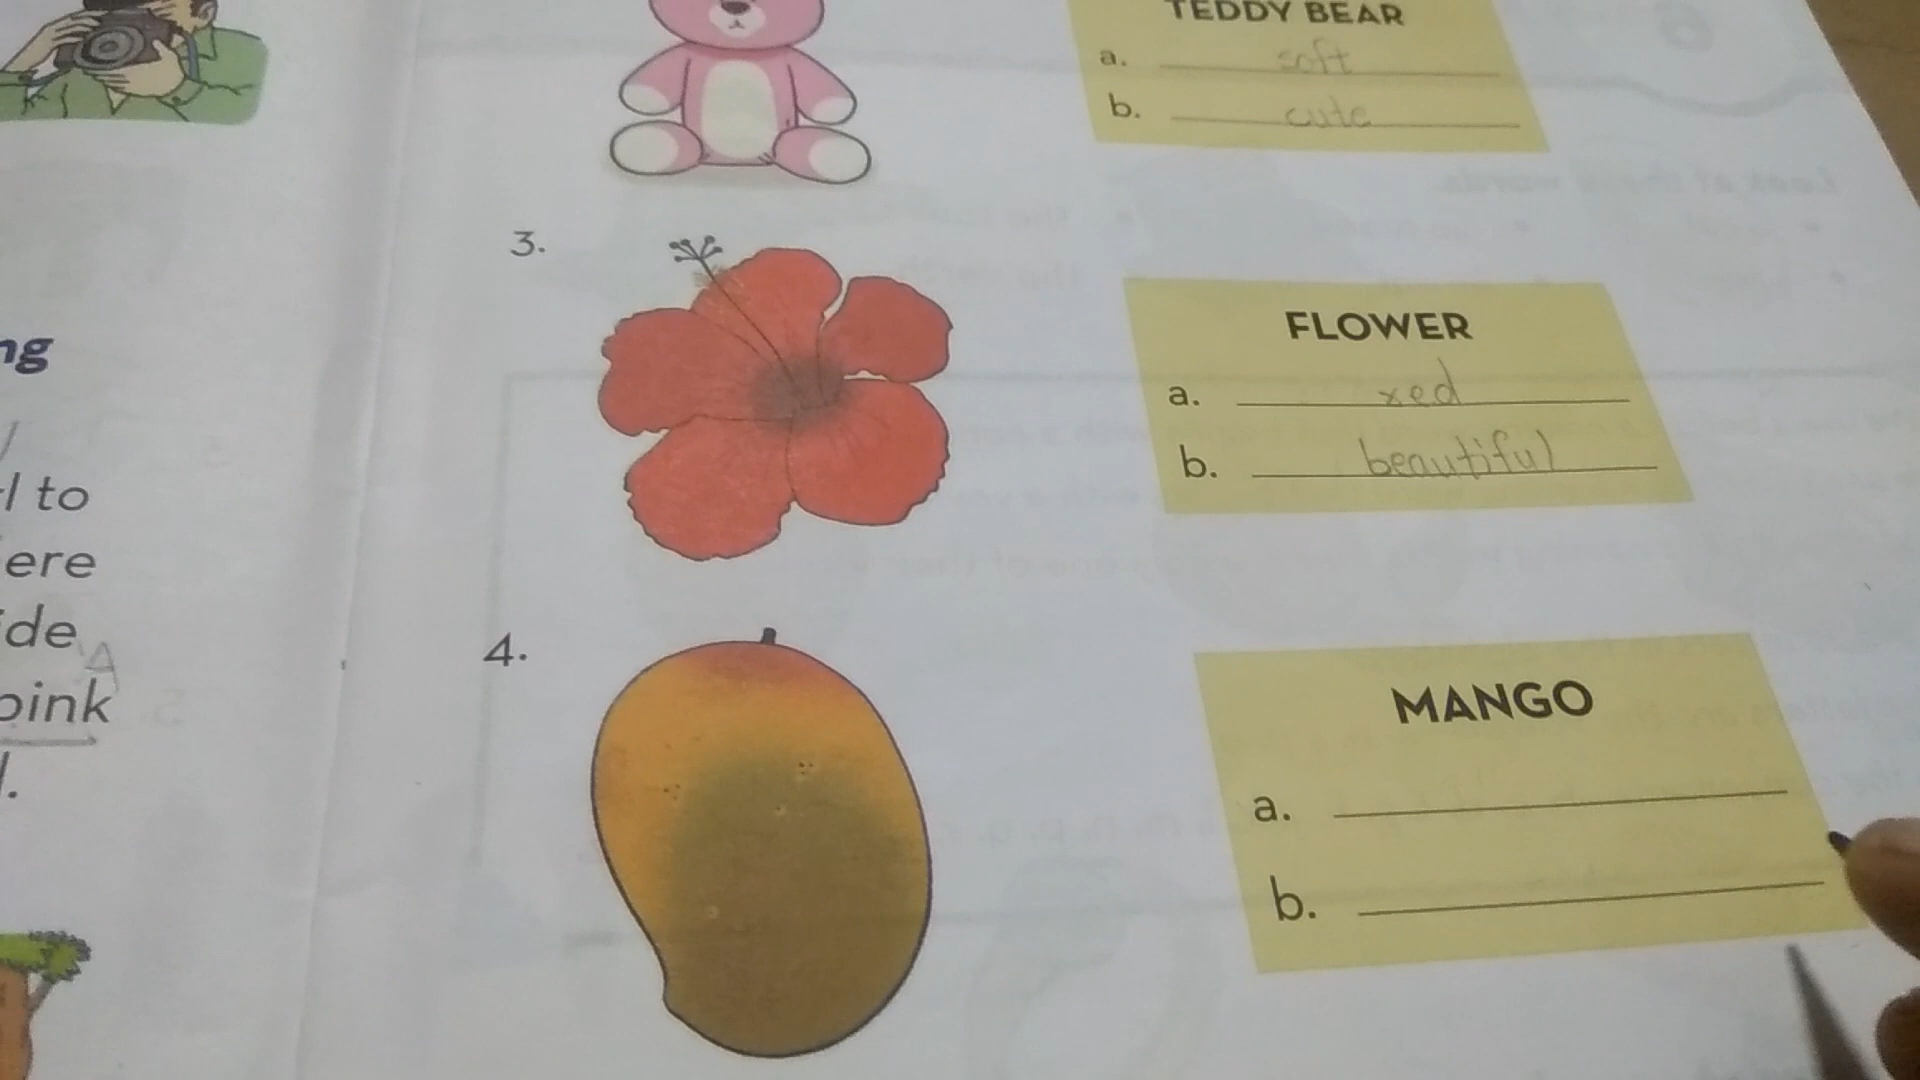 ng
l to
ere
de
pink
l.
TEDDY BEAR
a. soft
b. cute
3.
FLOWER
a. red
b. beautiful
4.
MANGO
a.
b.